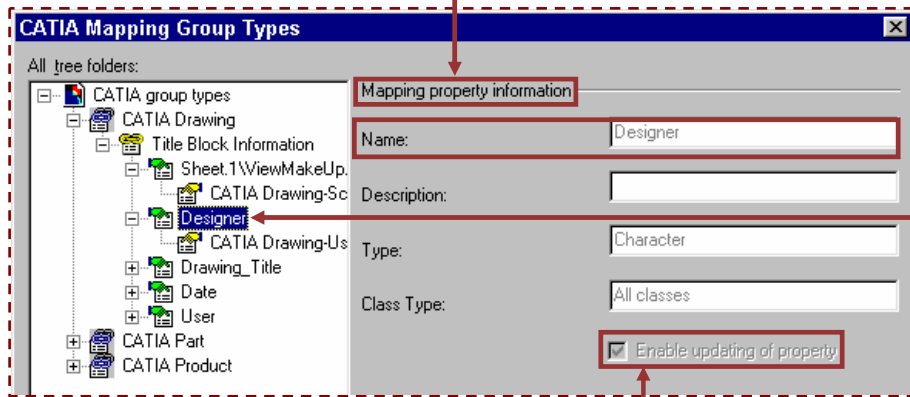 CATIA Mapping Group Types
All tree folders:
CATIA group types
CATIA Drawing
Title Block Information
Sheet.1\ViewMakeUp.
CATIA Drawing-Sc
Designer
CATIA Drawing-Us
Drawing_Title
Date
User
CATIA Part
CATIA Product
Mapping property information
Name: Designer
Description:
Type: Character
Class Type: All classes
Enable updating of property